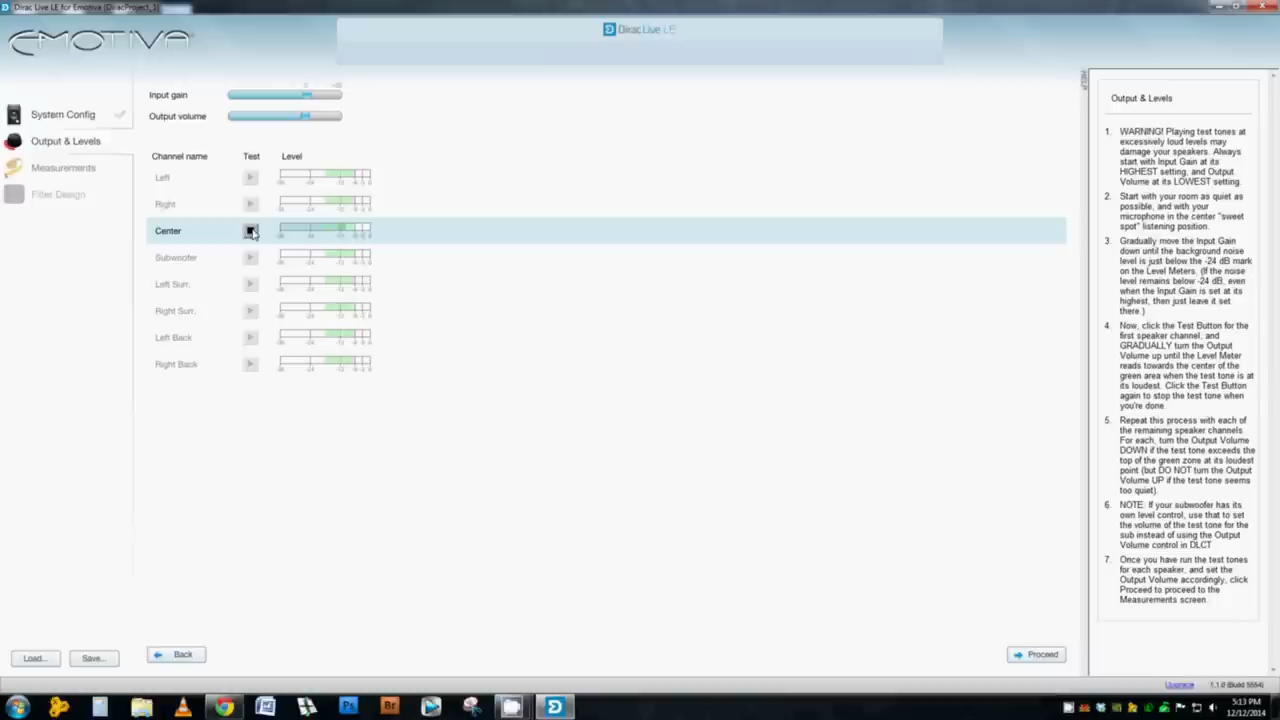 Dirac Live LE for Emotiva (DiracProject_1)
EMOTIVA
Dirac Live LE
System Config
Output & Levels
Measurements
Filter Design
Input gain
Output volume
Channel name Test Level
Left
Right
Center
Subwoofer
Left Surr.
Right Surr.
Left Back
Right Back
Load...
Save...
Back
Proceed
HELP
Output & Levels
1. WARNING! Playing test tones at
excessively loud levels may
damage your speakers. Always
start with Input Gain at its
HIGHEST setting, and Output
Volume at its LOWEST setting.
2. Start with your room as quiet as
possible, and with your
microphone in the center "sweet
spot" listening position.
3. Gradually move the Input Gain
down until the background noise
level is just below the -24 dB mark
on the Level Meters. (If the noise
level remains below -24 dB, even
when the Input Gain is set at its
highest, then just leave it set
there.)
4. Now, click the Test Button for the
first speaker channel, and
GRADUALLY turn the Output
Volume up until the Level Meter
reads towards the center of the
green area when the test tone is at
its loudest. Click the Test Button
again to stop the test tone when
you're done.
5. Repeat this process with each of
the remaining speaker channels.
For each, turn the Output Volume
DOWN if the test tone exceeds the
top of the green zone at its loudest
point (but DO NOT turn the Output
Volume UP if the test tone seems
too quiet).
6. NOTE: If your subwoofer has its
own level control, use that to set
the volume of the test tone for the
sub instead of using the Output
Volume control in DLCT
7. Once you have run the test tones
for each speaker, and set the
Output Volume accordingly, click
Proceed to proceed to the
Measurements screen.
Upgrade 1.1.0 (Build 5554)
Ps
Br
5:13 PM
12/12/2014